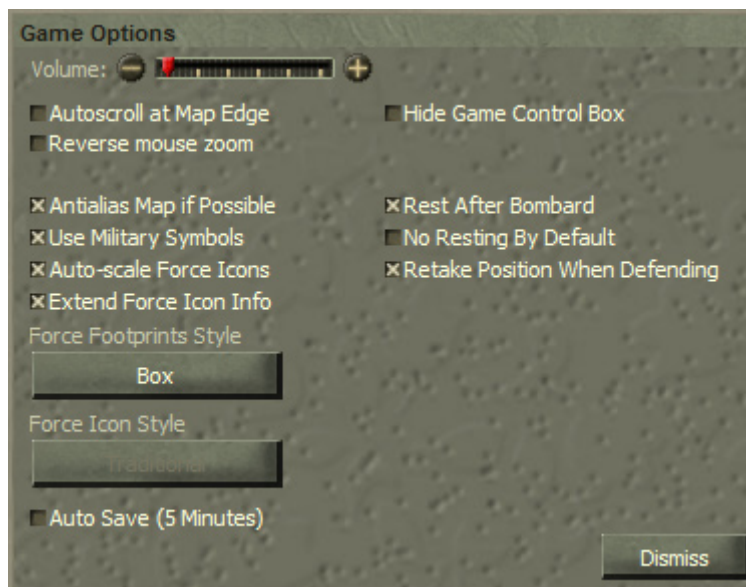 Game Options
Volume:
Autoscroll at Map Edge
Hide Game Control Box
Reverse mouse zoom
Antialias Map if Possible
Rest After Bombard
Use Military Symbols
No Resting By Default
Auto-scale Force Icons
Retake Position When Defending
Extend Force Icon Info
Force Footprints Style
Box
Force Icon Style
Traditional
Auto Save (5 Minutes)
Dismiss